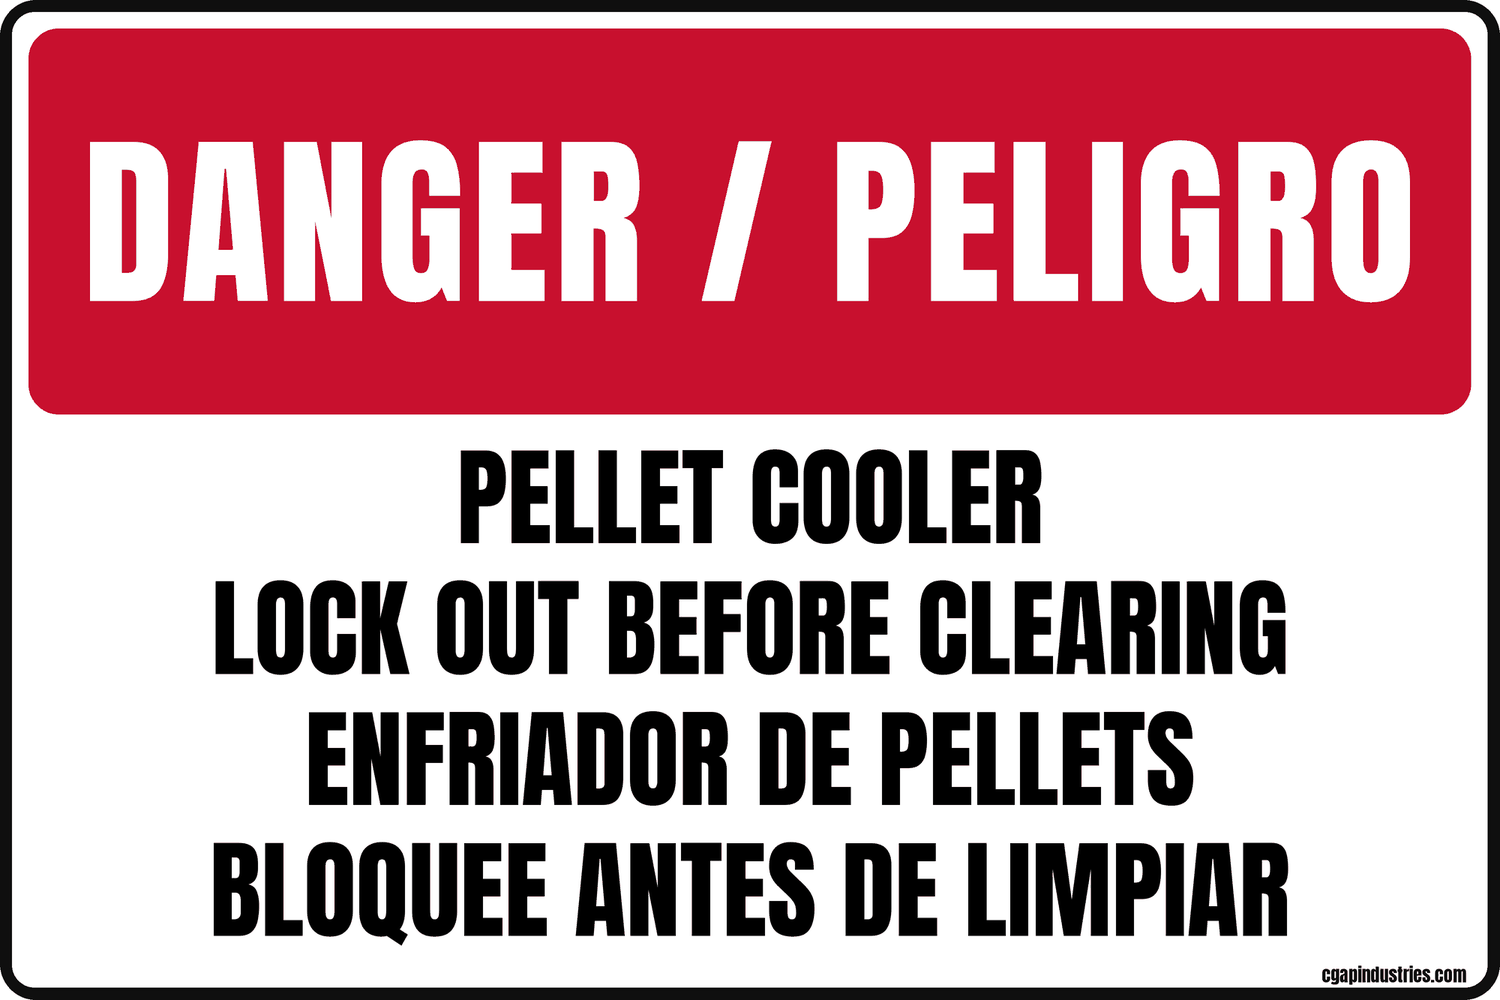 DANGER / PELIGRO
PELLET COOLER
LOCK OUT BEFORE CLEARING
ENFRIADOR DE PELLETS
BLOQUEE ANTES DE LIMPIAR
cgapindustries.com